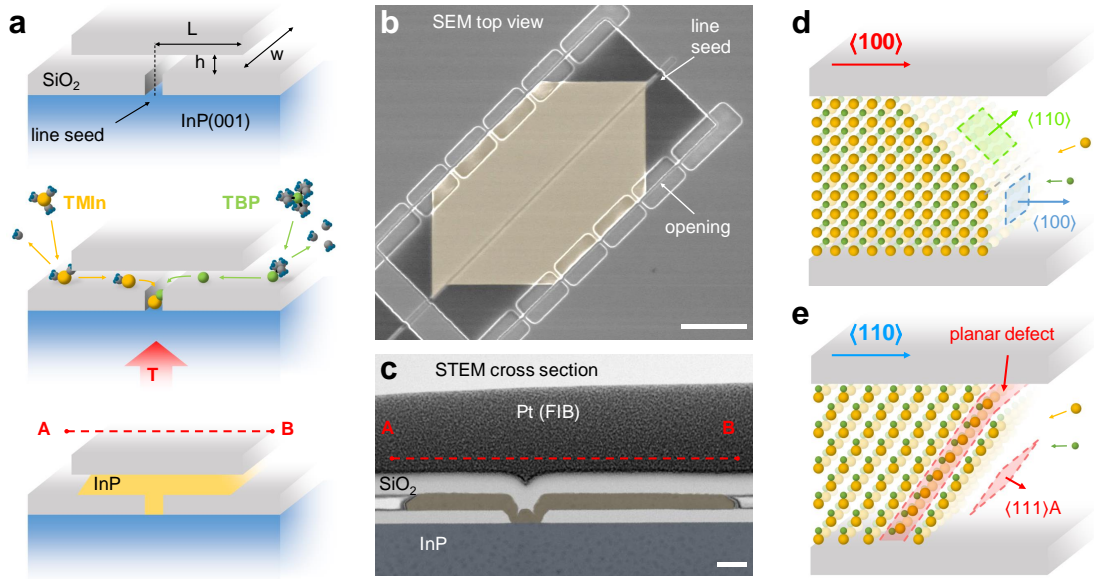 a
L
h
w
SiO2
line seed
InP(001)
TMIn
TBP
T
A
B
InP
b
SEM top view
line
seed
opening
c
STEM cross section
Pt (FIB)
A
B
SiO2
InP
d
⟨100⟩
⟨110⟩
⟨100⟩
e
⟨110⟩
planar defect
⟨111⟩A